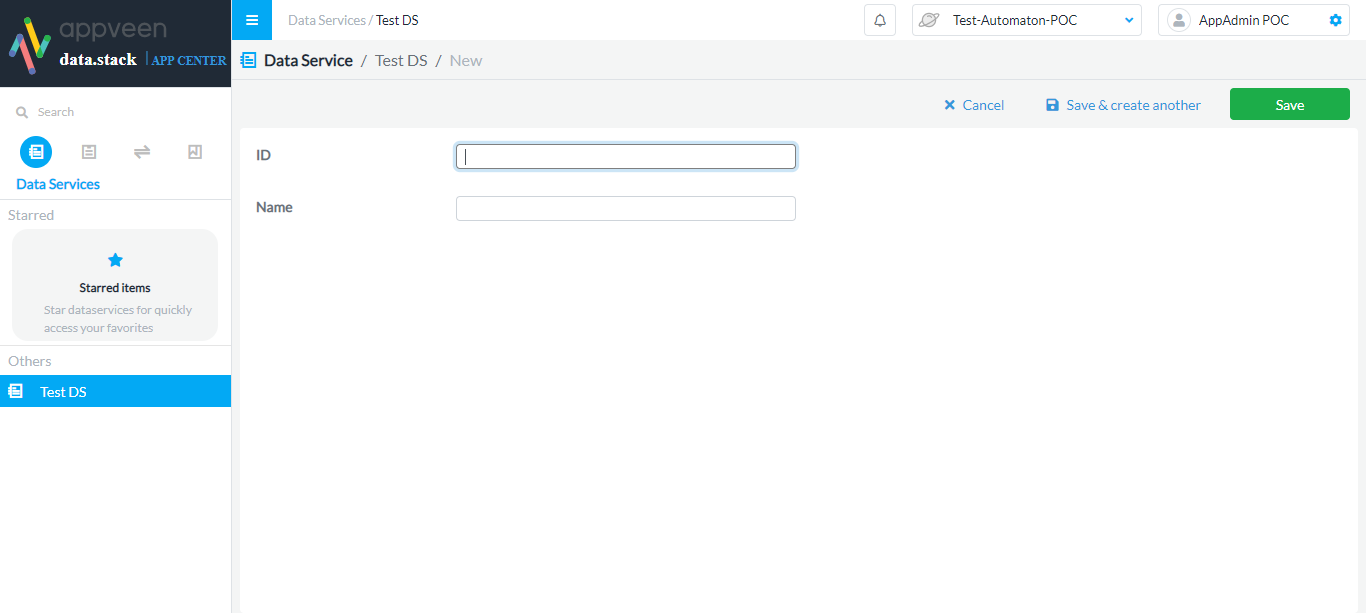 appveen
data.stack | APP CENTER
Data Services / Test DS
Test-Automaton-POC
AppAdmin POC
Data Service / Test DS / New
Search
Cancel
Save & create another
Save
Data Services
Starred
Starred items
Star dataservices for quickly
access your favorites
Others
Test DS
ID
Name